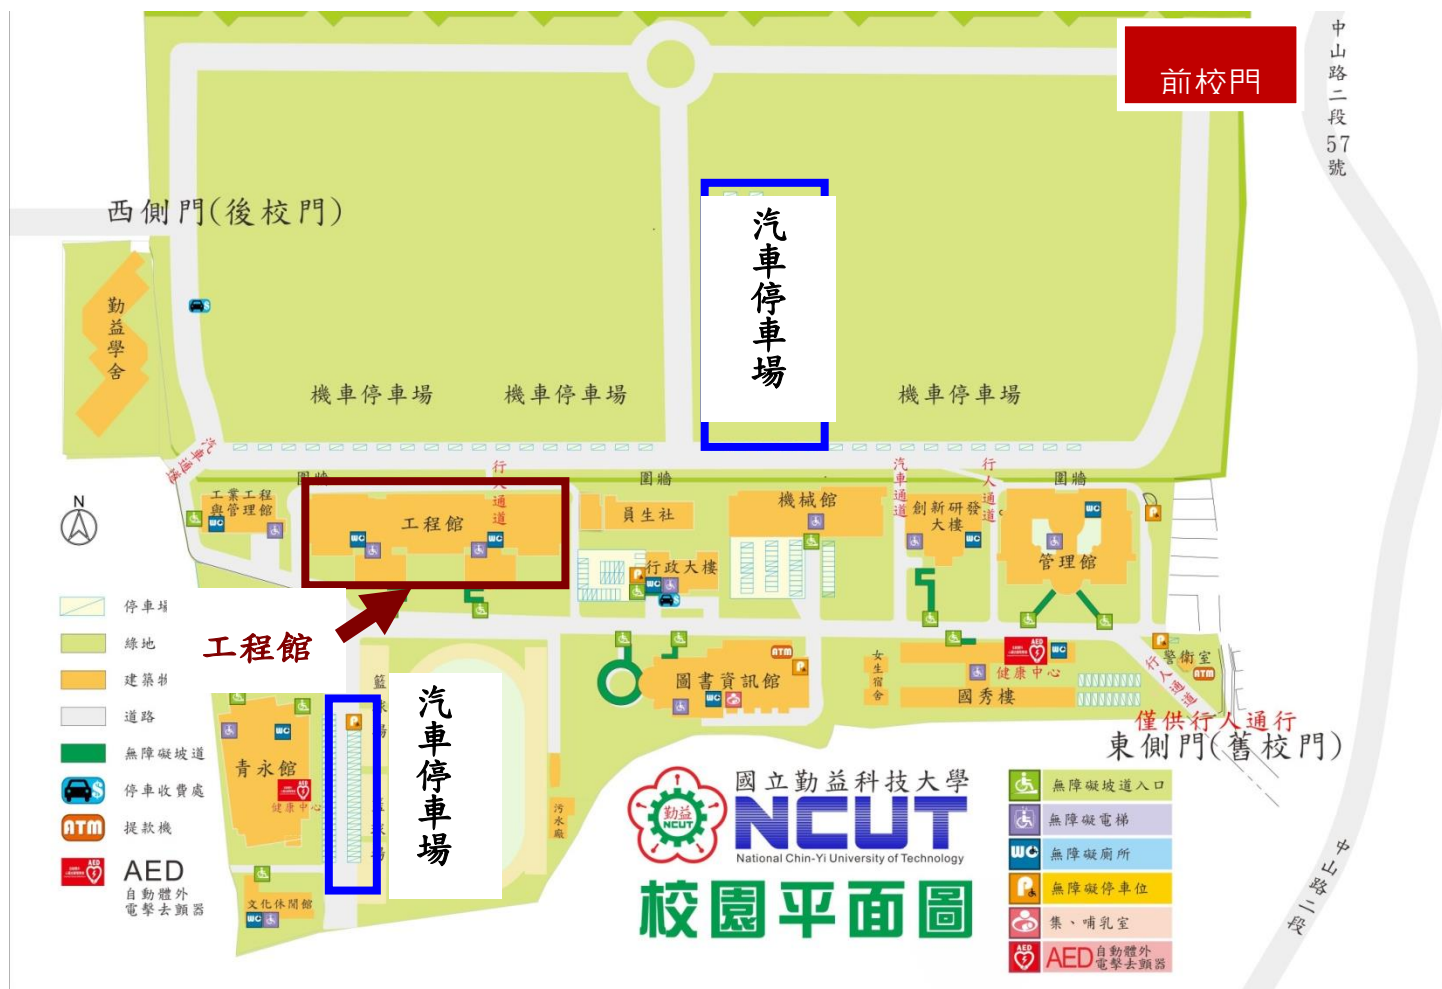 前校門
中山路二段57號
西側門(後校門)
汽車停車場
勤益學舍
機車停車場
機車停車場
機車停車場
汽車通道
圍牆
行人通道
圍牆
汽車通道
行人通道
圍牆
工業工程
與管理館
工程館
員生社
機械館
創新研發
大樓
管理館
行政大樓
N
停車場
綠地
建築物
道路
無障礙坡道
停車收費處
ATM
提款機
AED
自動體外
電擊去顫器
工程館
汽車停車場
圖書資訊館
ATM
女生宿舍
AED
健康中心
國秀樓
警衛室
ATM
行人通道
僅供行人通行
東側門(舊校門)
青永館
AED
健康中心
污水廠
文化休閒館
勤益
NCUT
國立勤益科技大學
NCUT
National Chin-Yi University of Technology
校園平面圖
無障礙坡道入口
無障礙電梯
WC
無障礙廁所
無障礙停車位
集、哺乳室
AED
AED 自動體外
電擊去顫器
中山路二段